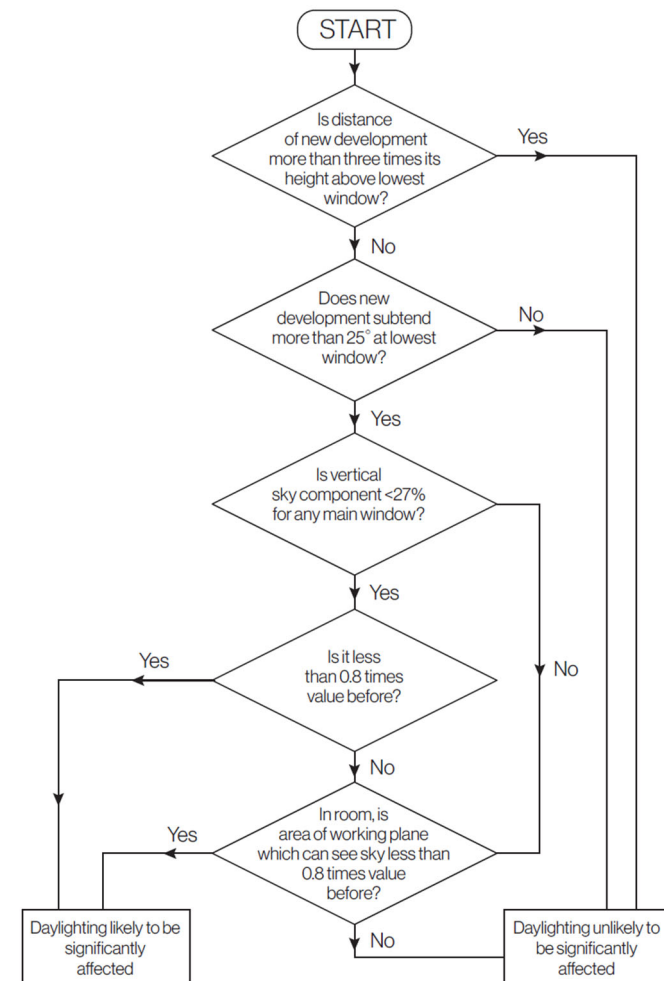 START
Is distance
of new development
more than three times its
height above lowest
window?
Yes
No
Does new
development subtend
more than 25° at lowest
window?
No
Yes
Is vertical
sky component <27%
for any main window?
Yes
No
Is it less
than 0.8 times
value before?
Yes
No
In room, is
area of working plane
which can see sky less than
0.8 times value
before?
Yes
No
Daylighting likely to be
significantly
affected
Daylighting unlikely to
be significantly
affected